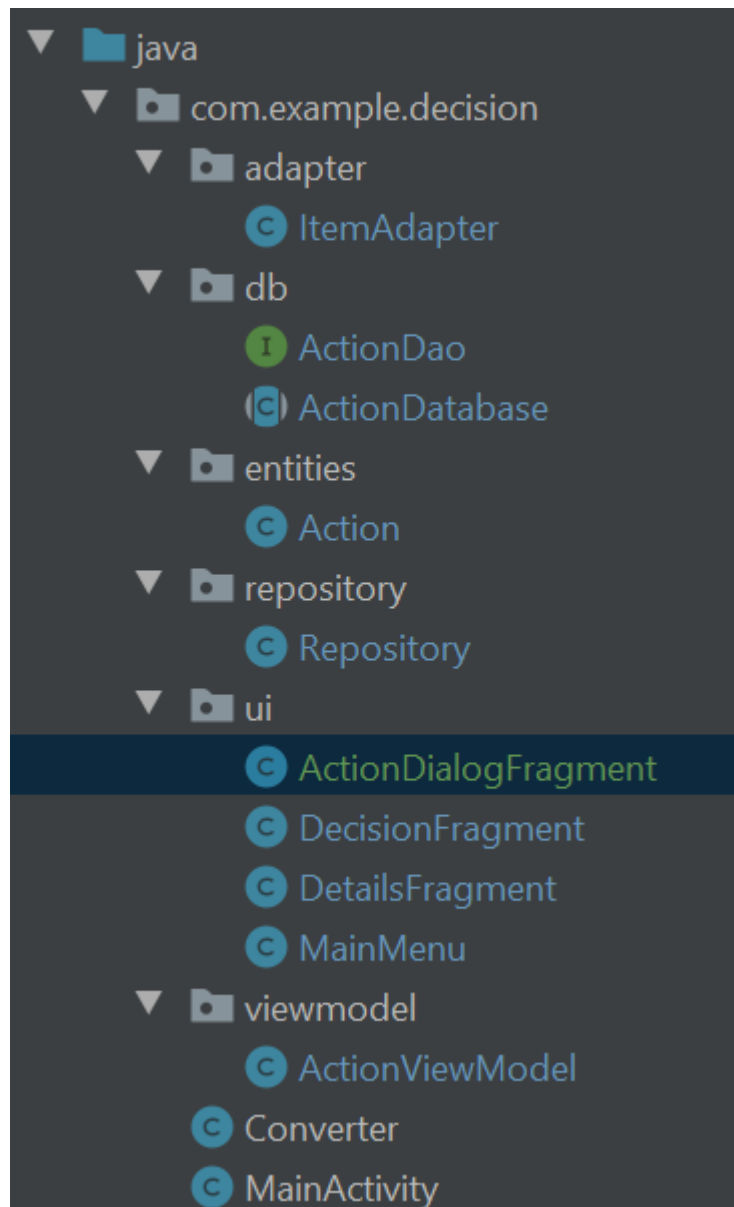 java
com.example.decision
adapter
C ItemAdapter
db
I ActionDao
C ActionDatabase
entities
C Action
repository
C Repository
ui
C ActionDialogFragment
C DecisionFragment
C DetailsFragment
C MainMenu
viewmodel
C ActionViewModel
C Converter
C MainActivity